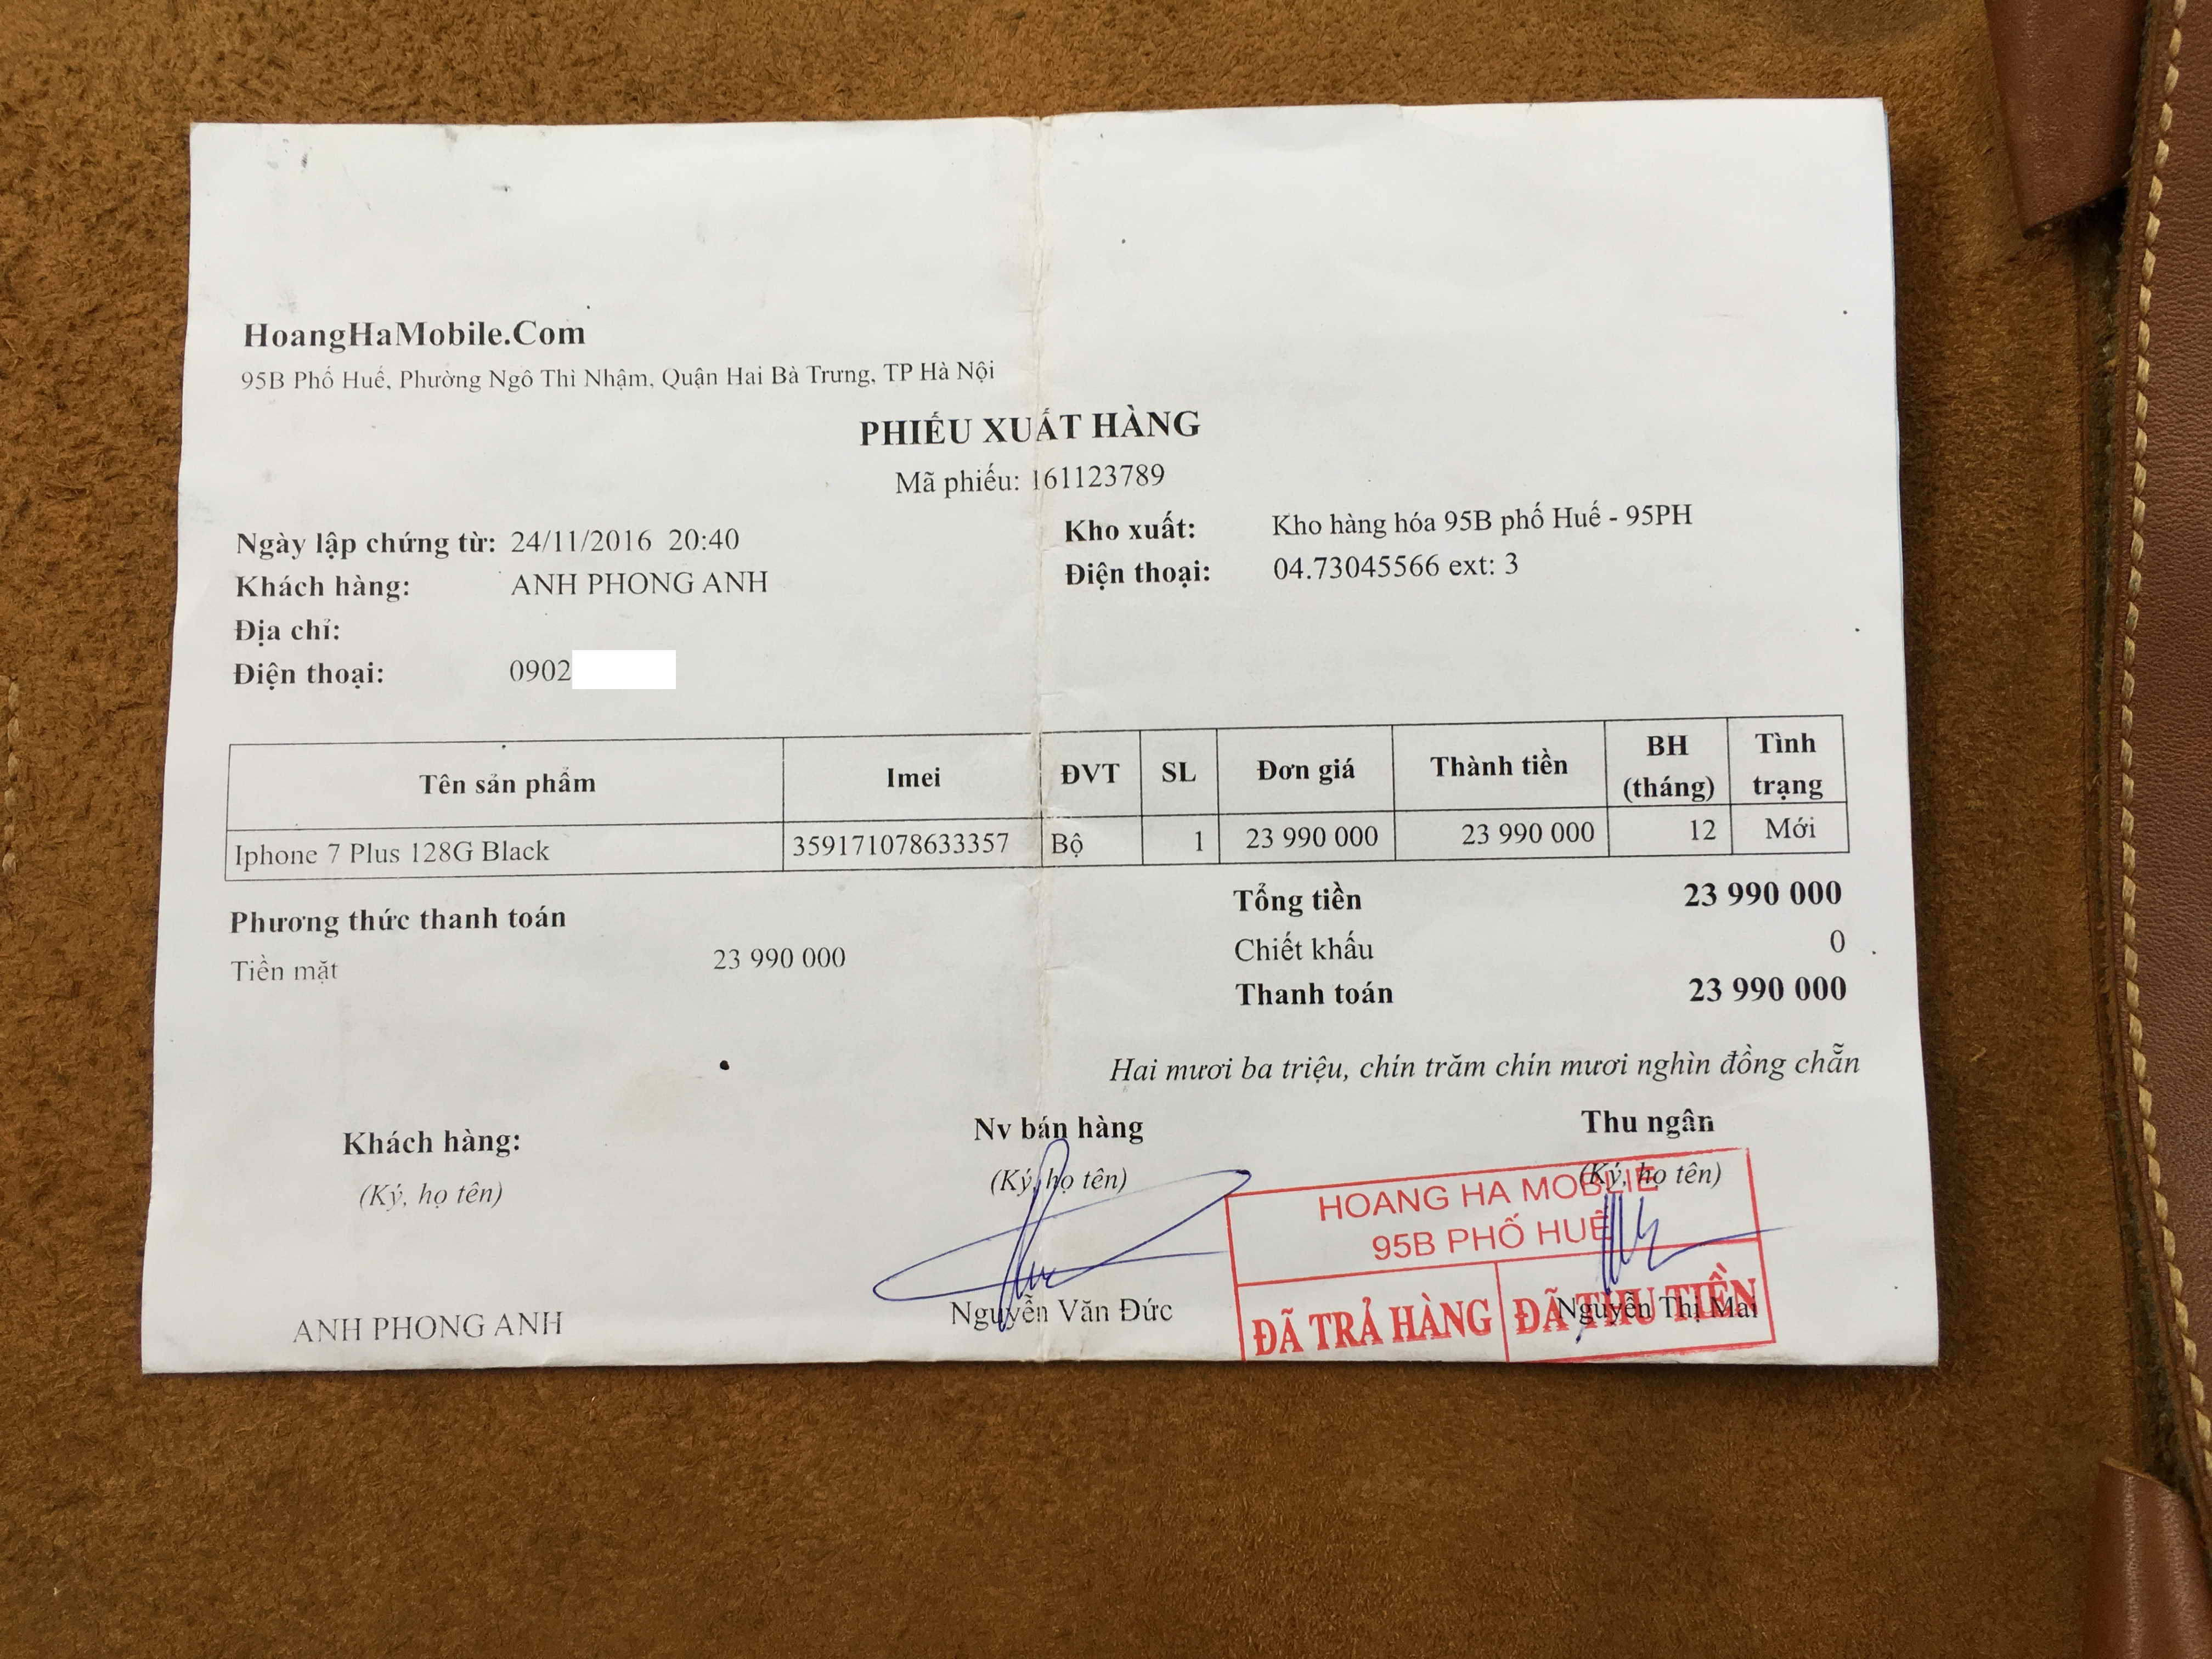 HoangHaMobile.Com
95B Phố Huế, Phường Ngô Thì Nhậm, Quận Hai Bà Trưng, TP Hà Nội
PHIẾU XUẤT HÀNG
Mã phiếu: 161123789
Ngày lập chứng từ: 24/11/2016 20:40
Kho xuất: Kho hàng hóa 95B phố Huế - 95PH
Khách hàng: ANH PHONG ANH
Điện thoại: 04.73045566 ext: 3
Địa chỉ:
Điện thoại: 0902
Tên sản phẩm Imei ĐVT SL Đơn giá Thành tiền BH (tháng) Tình trạng
Iphone 7 Plus 128G Black 359171078633357 Bộ 1 23 990 000 23 990 000 12 Mới
Tổng tiền 23 990 000
Phương thức thanh toán
Chiết khấu 0
Tiền mặt 23 990 000
Thanh toán 23 990 000
Hai mươi ba triệu, chín trăm chín mươi nghìn đồng chẵn
Khách hàng: Nv bán hàng Thu ngân
(Ký, họ tên) (Ký, họ tên) (Ký, họ tên)
HOANG HA MOBLIE
95B PHỐ HUẾ
ĐÃ TRẢ HÀNG ĐÃ THU TIỀN
ANH PHONG ANH Nguyễn Văn Đức Nguyễn Thị Mai